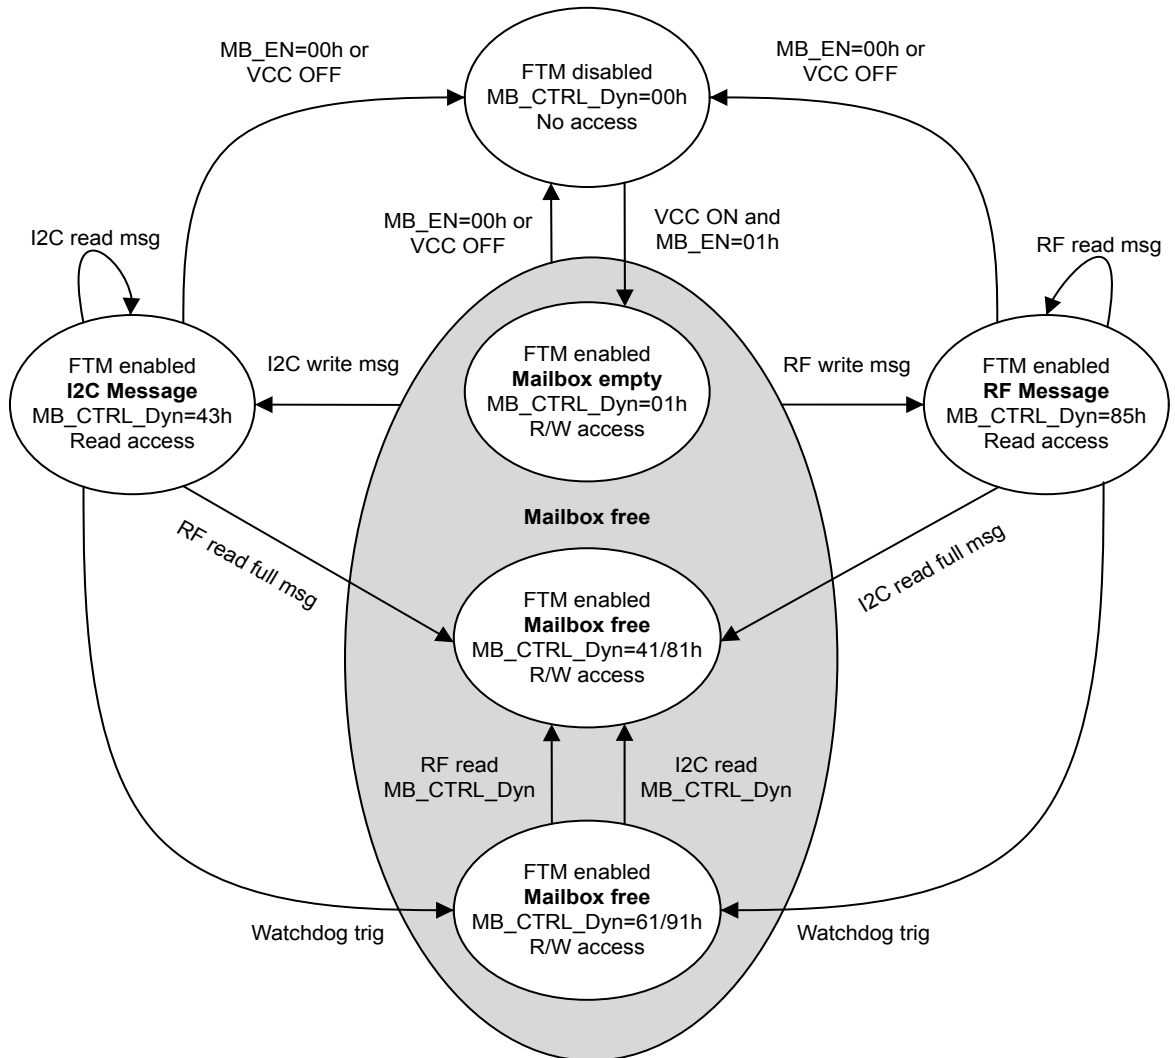 MB_EN=00h or
VCC OFF
FTM disabled
MB_CTRL_Dyn=00h
No access
MB_EN=00h or
VCC OFF
MB_EN=00h or
VCC OFF
VCC ON and
MB_EN=01h
I2C read msg
RF read msg
FTM enabled
I2C Message
MB_CTRL_Dyn=43h
Read access
I2C write msg
FTM enabled
Mailbox empty
MB_CTRL_Dyn=01h
R/W access
RF write msg
FTM enabled
RF Message
MB_CTRL_Dyn=85h
Read access
Mailbox free
RF read full msg
I2C read full msg
FTM enabled
Mailbox free
MB_CTRL_Dyn=41/81h
R/W access
RF read
MB_CTRL_Dyn
I2C read
MB_CTRL_Dyn
FTM enabled
Mailbox free
MB_CTRL_Dyn=61/91h
R/W access
Watchdog trig
Watchdog trig